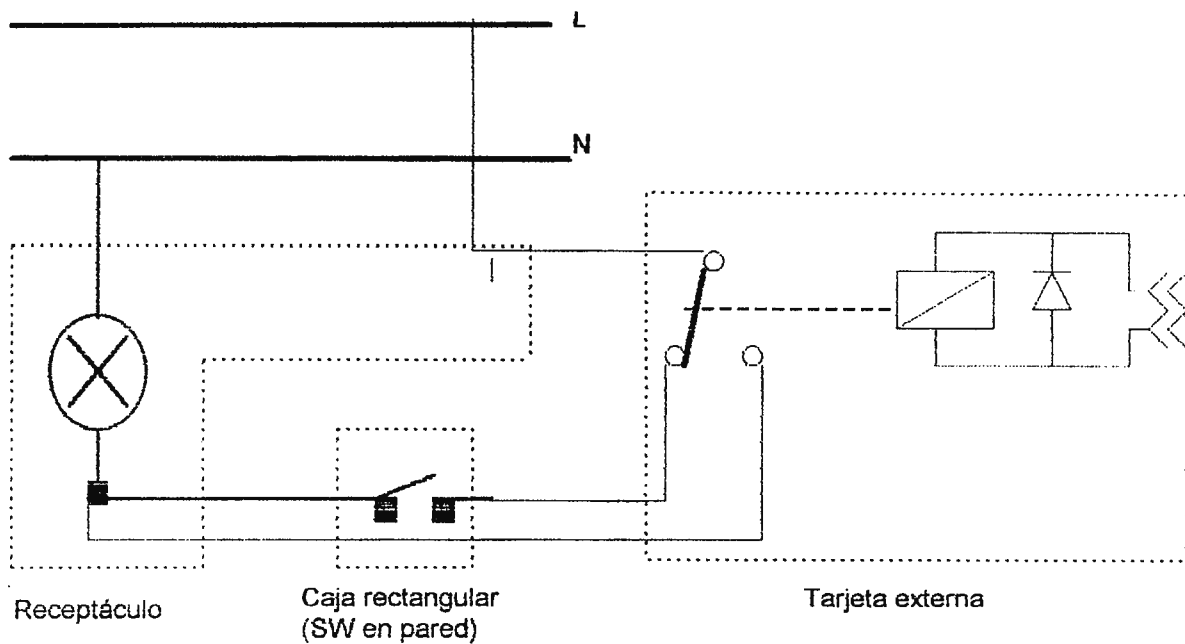 L
N
Receptáculo
Caja rectangular
(SW en pared)
Tarjeta externa